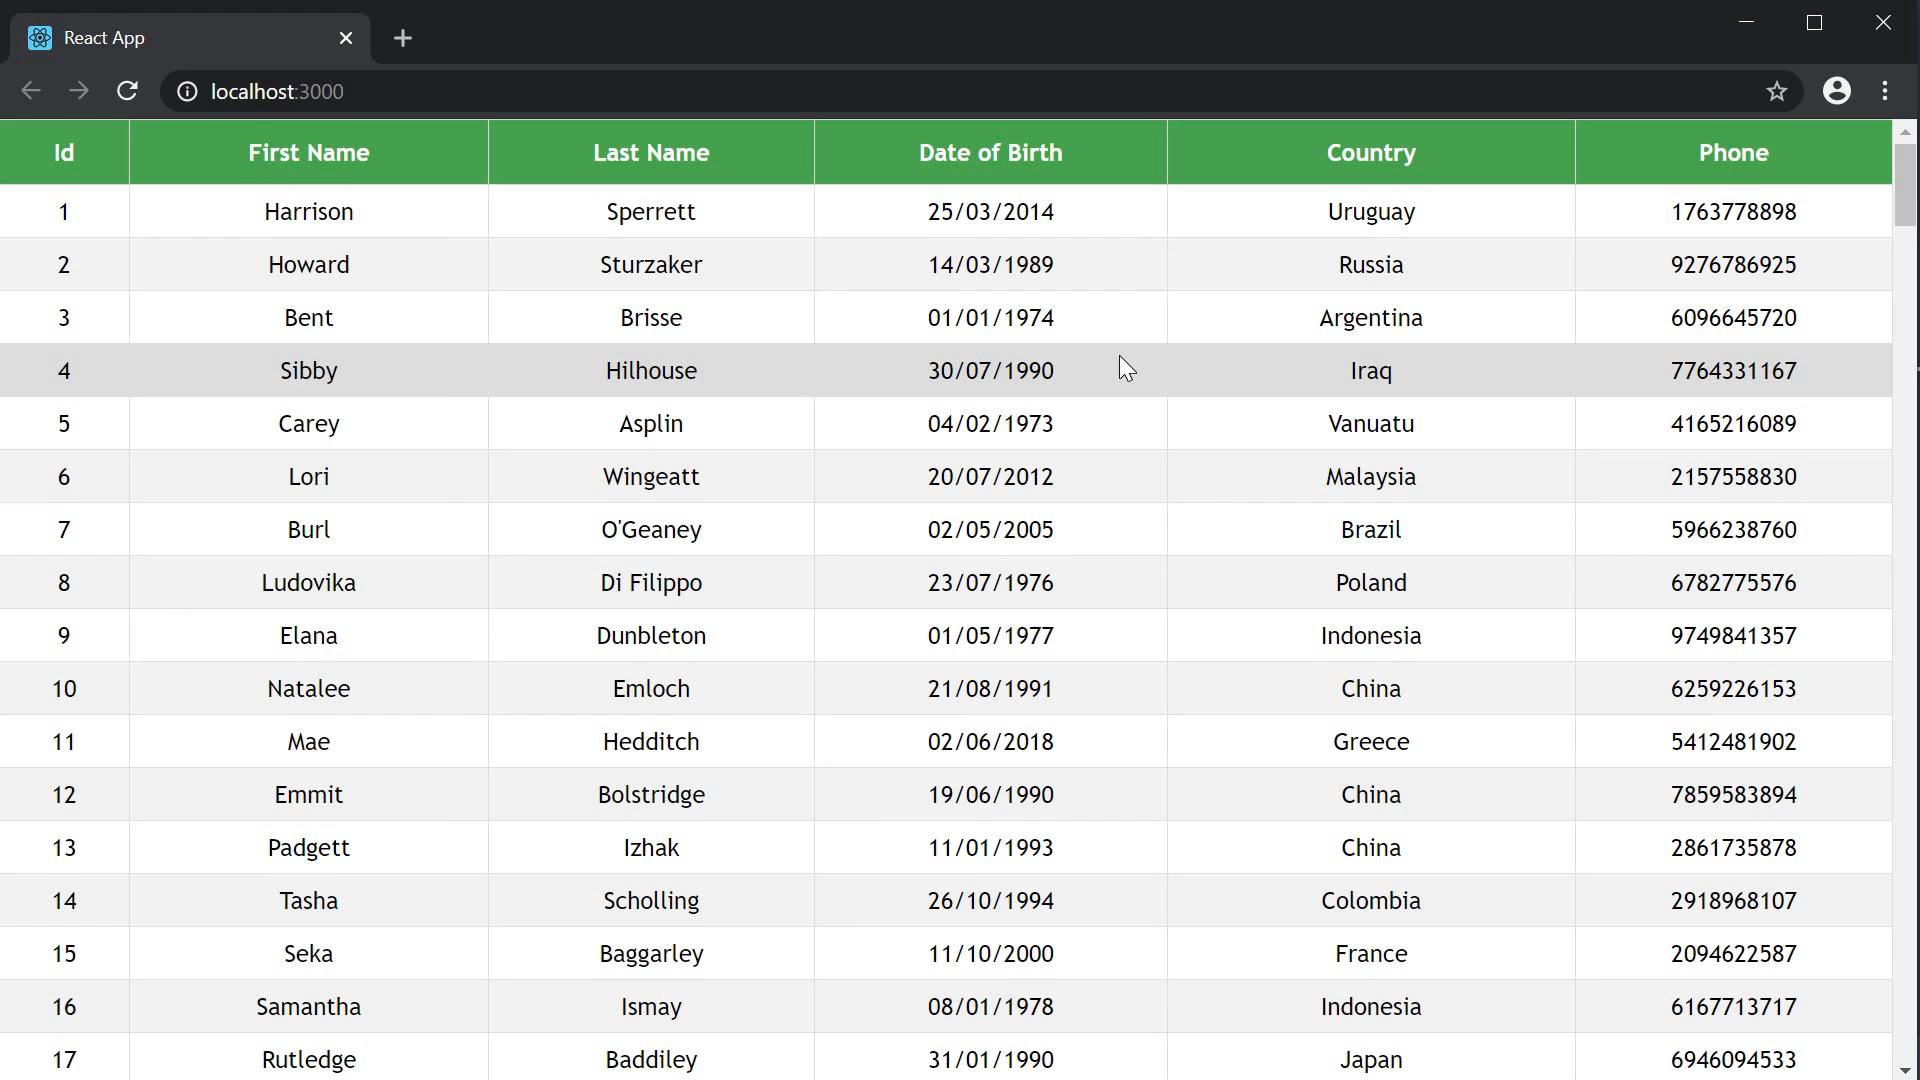 React App
localhost:3000
Id First Name Last Name Date of Birth Country Phone
1 Harrison Sperrett 25/03/2014 Uruguay 1763778898
2 Howard Sturzaker 14/03/1989 Russia 9276786925
3 Bent Brisse 01/01/1974 Argentina 6096645720
4 Sibby Hilhouse 30/07/1990 Iraq 7764331167
5 Carey Asplin 04/02/1973 Vanuatu 4165216089
6 Lori Wingeatt 20/07/2012 Malaysia 2157558830
7 Burl O'Geaney 02/05/2005 Brazil 5966238760
8 Ludovika Di Filippo 23/07/1976 Poland 6782775576
9 Elana Dunbleton 01/05/1977 Indonesia 9749841357
10 Natalee Emloch 21/08/1991 China 6259226153
11 Mae Hedditch 02/06/2018 Greece 5412481902
12 Emmit Bolstridge 19/06/1990 China 7859583894
13 Padgett Izhak 11/01/1993 China 2861735878
14 Tasha Scholling 26/10/1994 Colombia 2918968107
15 Seka Baggarley 11/10/2000 France 2094622587
16 Samantha Ismay 08/01/1978 Indonesia 6167713717
17 Rutledge Baddiley 31/01/1990 Japan 6946094533